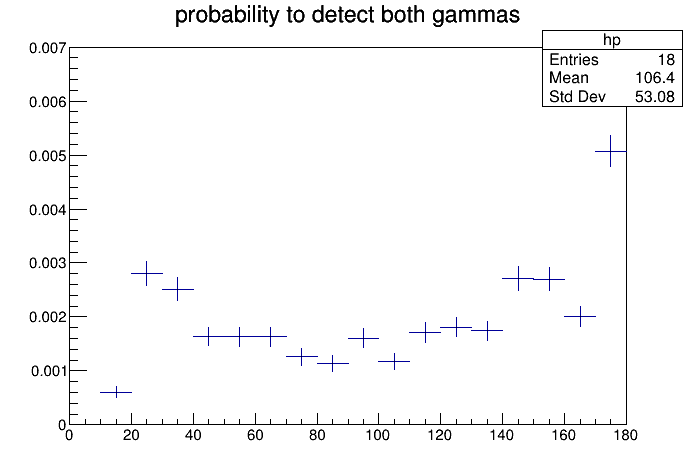 probability to detect both gammas
hp
Entries 18
Mean 106.4
Std Dev 53.08
0.007
0.006
0.005
0.004
0.003
0.002
0.001
0
0 20 40 60 80 100 120 140 160 180